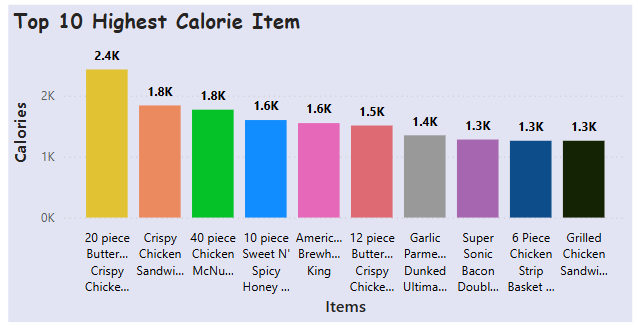 Top 10 Highest Calorie Item
Calories
2K
1K
0K
2.4K
1.8K
1.8K
1.6K
1.6K
1.5K
1.4K
1.3K
1.3K
1.3K
20 piece
Butter...
Crispy
Chicke...
Crispy
Chicken
Sandwi...
40 piece
Chicken
McNu...
10 piece
Sweet N'
Spicy
Honey ...
Americ...
Brewh...
King
12 piece
Butter...
Crispy
Chicke...
Garlic
Parme...
Dunked
Ultima...
Super
Sonic
Bacon
Doubl...
6 Piece
Chicken
Strip
Basket ...
Grilled
Chicken
Sandwi...
Items